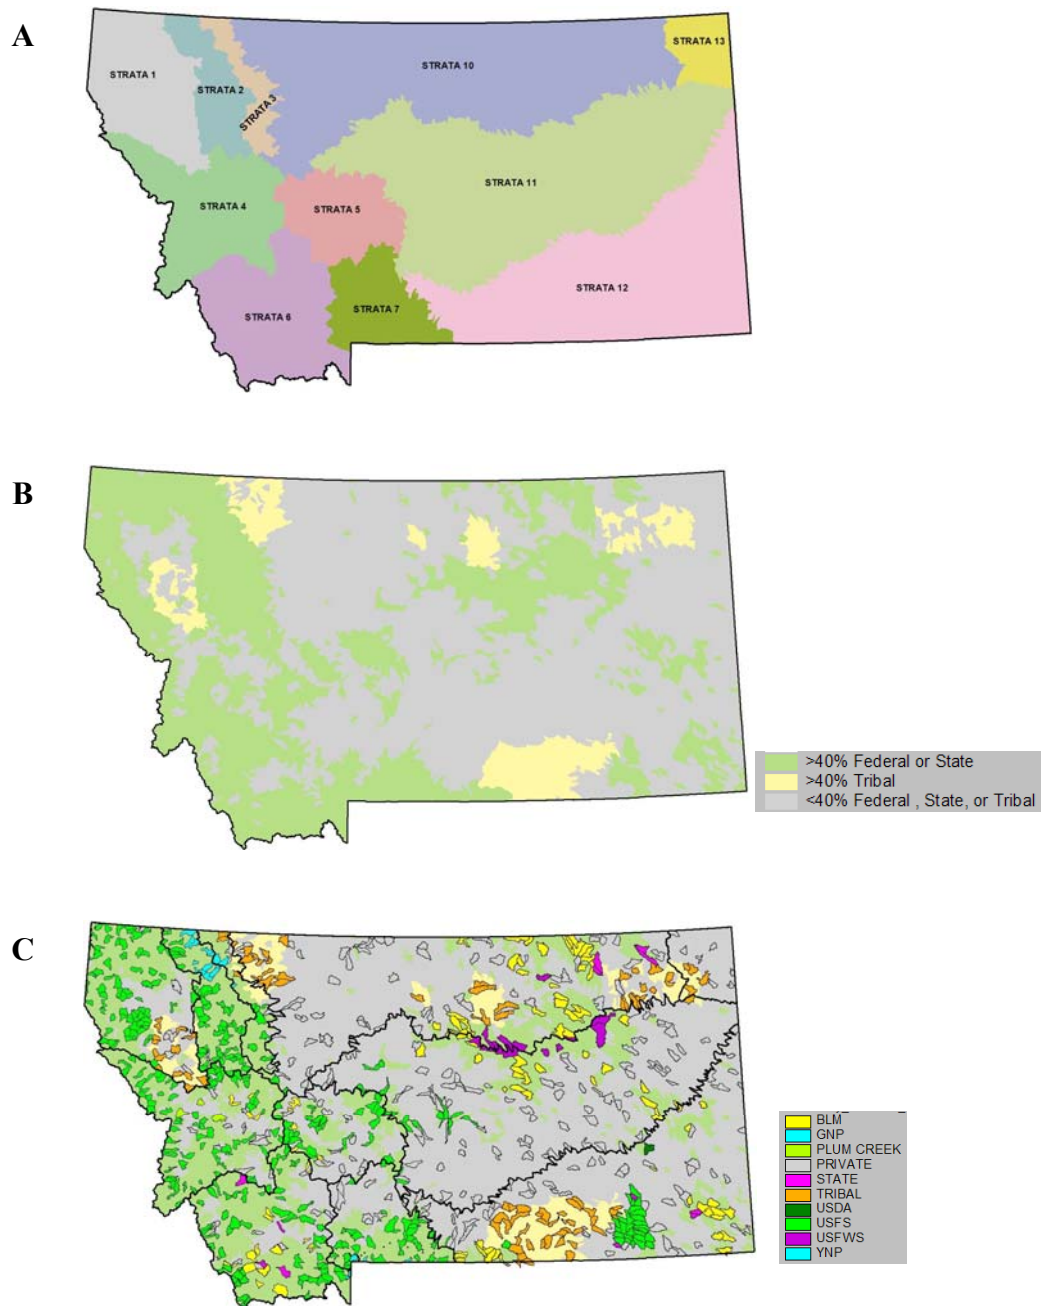 A
STRATA 1
STRATA 2
STRATA 3
STRATA 10
STRATA 13
STRATA 11
STRATA 4
STRATA 5
STRATA 12
STRATA 6
STRATA 7
B
>40% Federal or State
>40% Tribal
<40% Federal , State, or Tribal
C
BLM
GNP
PLUM CREEK
PRIVATE
STATE
TRIBAL
USDA
USFS
USFWS
YNP